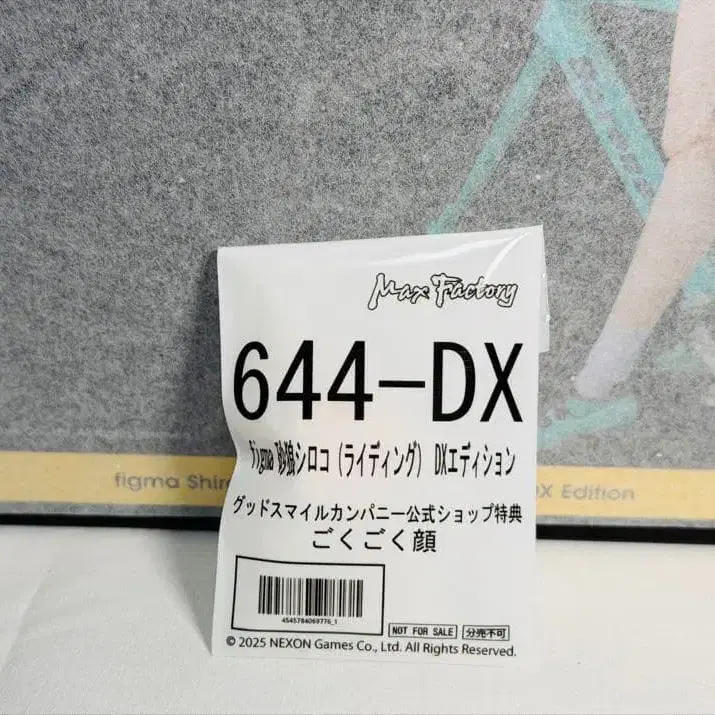 Max Factory
644-DX
figma 砂狼シロコ（ライディング） DXエディション
グッドスマイルカンパニー公式ショップ特典
ごくごく顔
4545784069776_1
NOT FOR SALE 分売不可
© 2025 NEXON Games Co., Ltd. All Rights Reserved.
figma Shir
DX Edition